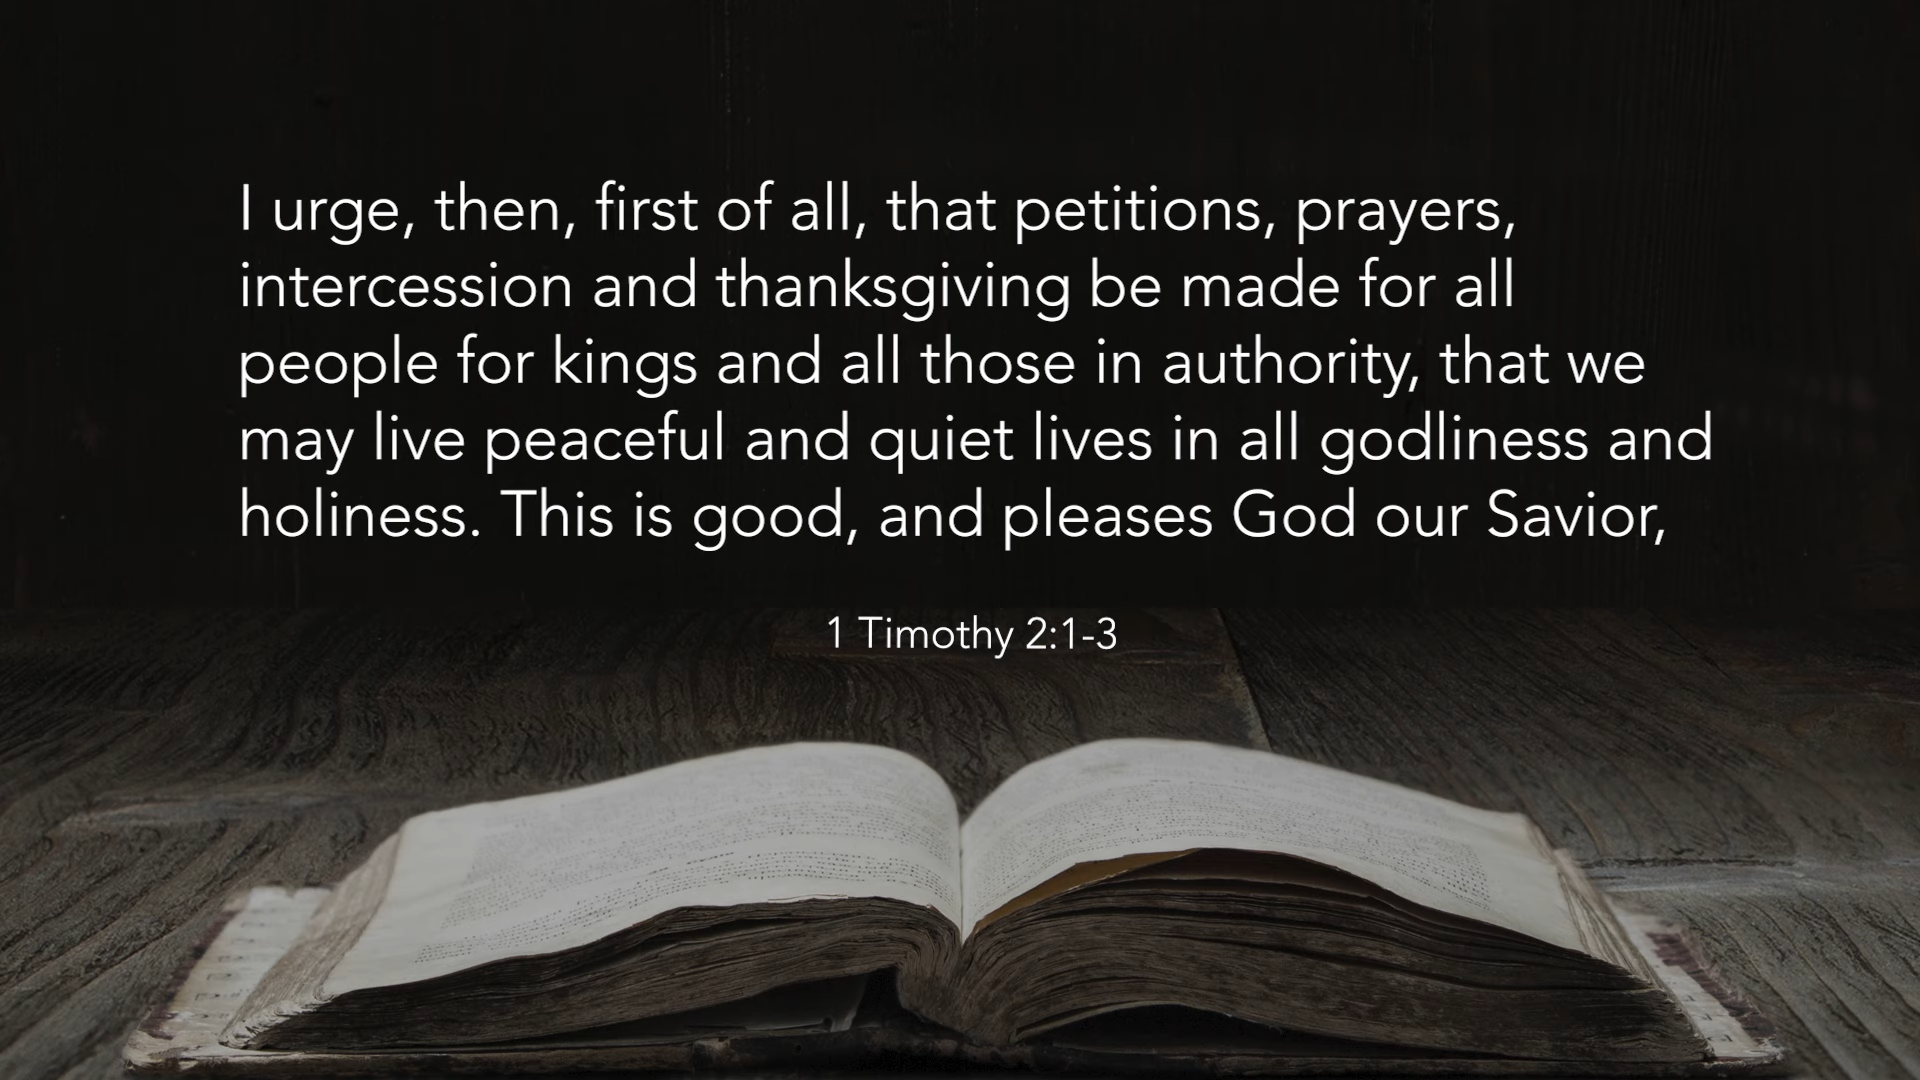 I urge, then, first of all, that petitions, prayers,
intercession and thanksgiving be made for all
people for kings and all those in authority, that we
may live peaceful and quiet lives in all godliness and
holiness. This is good, and pleases God our Savior,
1 Timothy 2:1-3